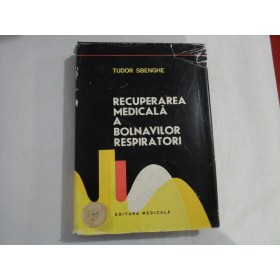 TUDOR SBENGHE
RECUPERAREA
MEDICALĂ
A
BOLNAVILOR
RESPIRATORI
EDITURA MEDICALĂ